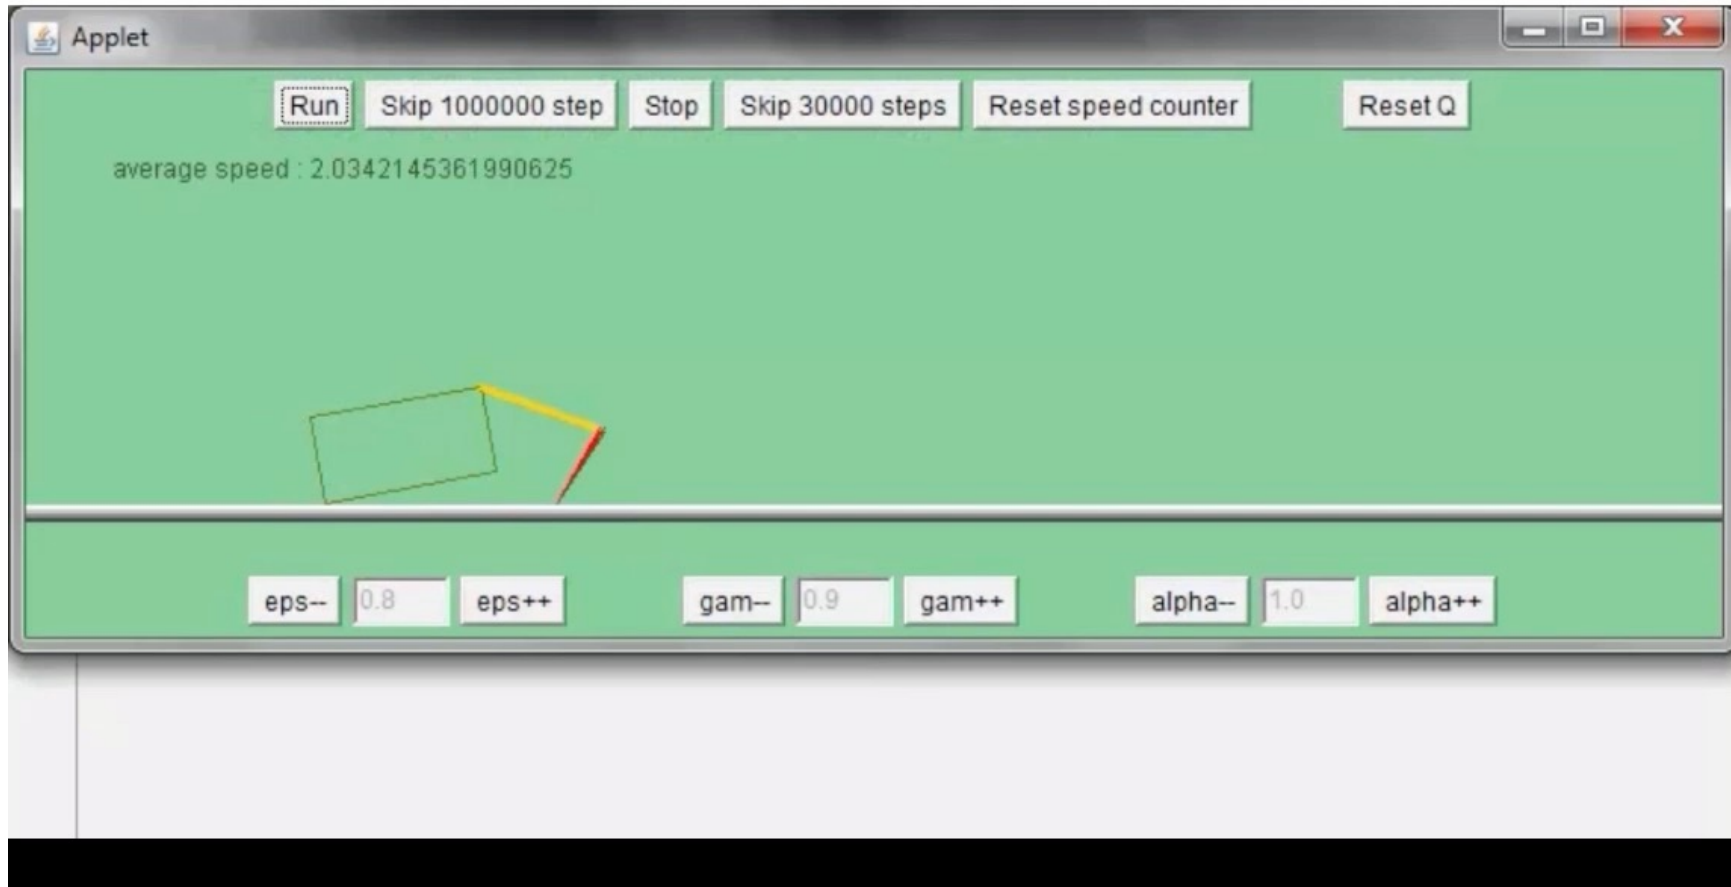 Applet
Run Skip 1000000 step Stop Skip 30000 steps Reset speed counter Reset Q
average speed : 2.0342145361990625
eps-- 0.8 eps++ gam-- 0.9 gam++ alpha-- 1.0 alpha++